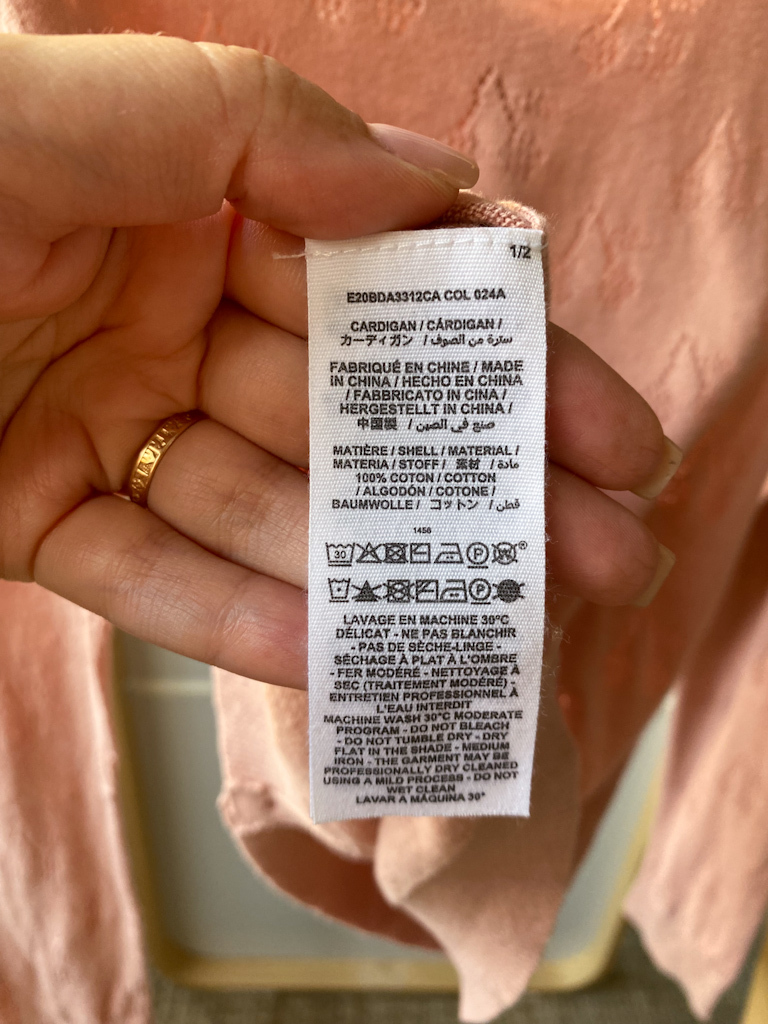 1/2
E20BDA3312CA COL 024A
CARDIGAN / CÁRDIGAN /
カーディガン / سترة من الصوف
FABRIQUÉ EN CHINE / MADE
IN CHINA / HECHO EN CHINA
/ FABBRICATO IN CINA /
HERGESTELLT IN CHINA /
中国製 / صنع في الصين
MATIÈRE / SHELL / MATERIAL /
MATERIA / STOFF / 素材 / مادة
100% COTON / COTTON
/ ALGODÓN / COTONE /
BAUMWOLLE / コットン / قطن
1456
30 P W
P
LAVAGE EN MACHINE 30°C
DÉLICAT - NE PAS BLANCHIR
- PAS DE SÈCHE-LINGE -
SÉCHAGE À PLAT À L'OMBRE
- FER MODÉRÉ - NETTOYAGE À
SEC (TRAITEMENT MODÉRÉ) -
ENTRETIEN PROFESSIONNEL À
L'EAU INTERDIT
MACHINE WASH 30°C MODERATE
PROGRAM - DO NOT BLEACH
- DO NOT TUMBLE DRY - DRY
FLAT IN THE SHADE - MEDIUM
IRON - THE GARMENT MAY BE
PROFESSIONALLY DRY CLEANED
USING A MILD PROCESS - DO NOT
WET CLEAN
LAVAR A MÁQUINA 30°